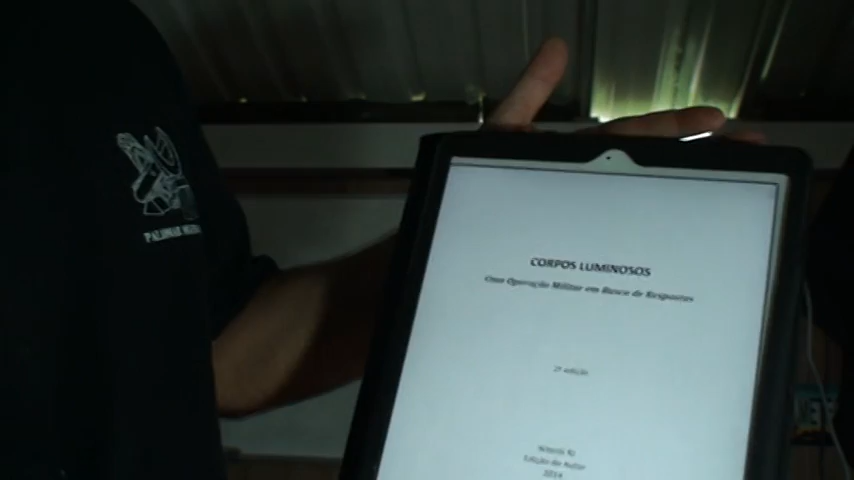 CORPOS LUMINOSOS
Uma Operação Militar em Busca de Respostas
2ª edição
Niterói RJ
Edição do Autor
2014